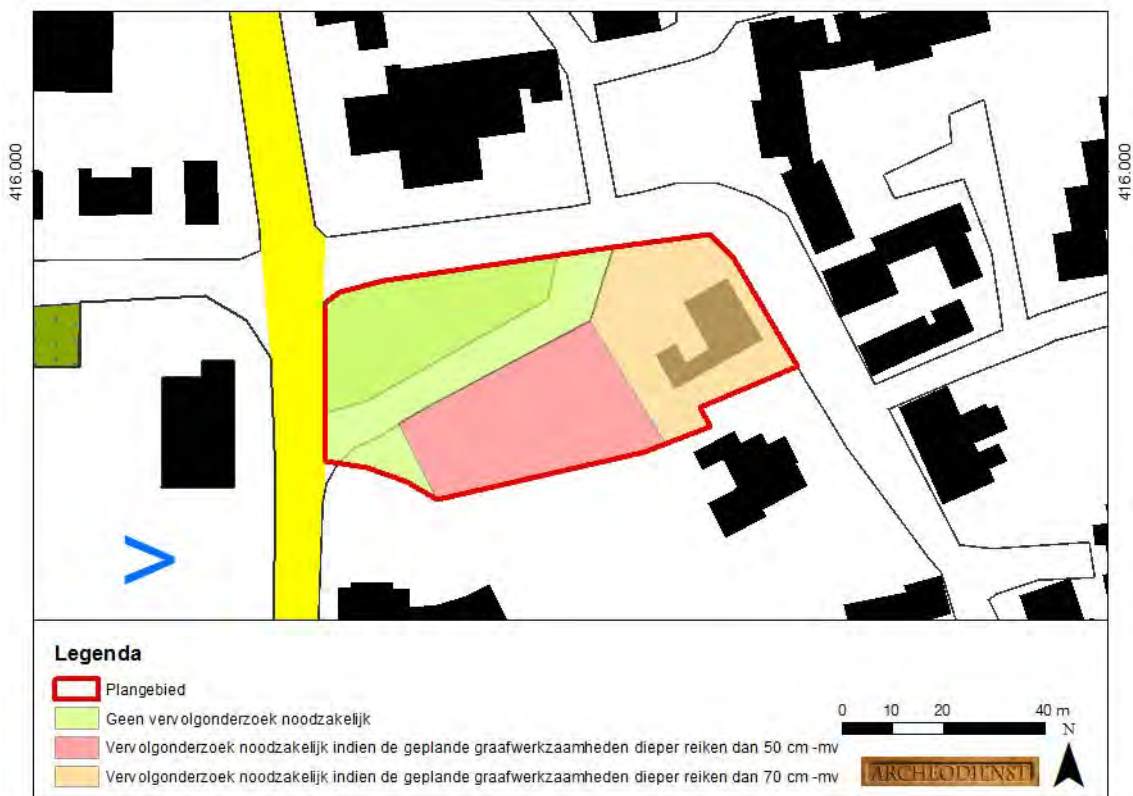 416.000
416.000
Legenda
Plangebied
Geen vervolgonderzoek noodzakelijk
Vervolgonderzoek noodzakelijk indien de geplande graafwerkzaamheden dieper reiken dan 50 cm -mv
Vervolgonderzoek noodzakelijk indien de geplande graafwerkzaamheden dieper reiken dan 70 cm -mv
0 10 20 40 m
N
ARCHEODIENST